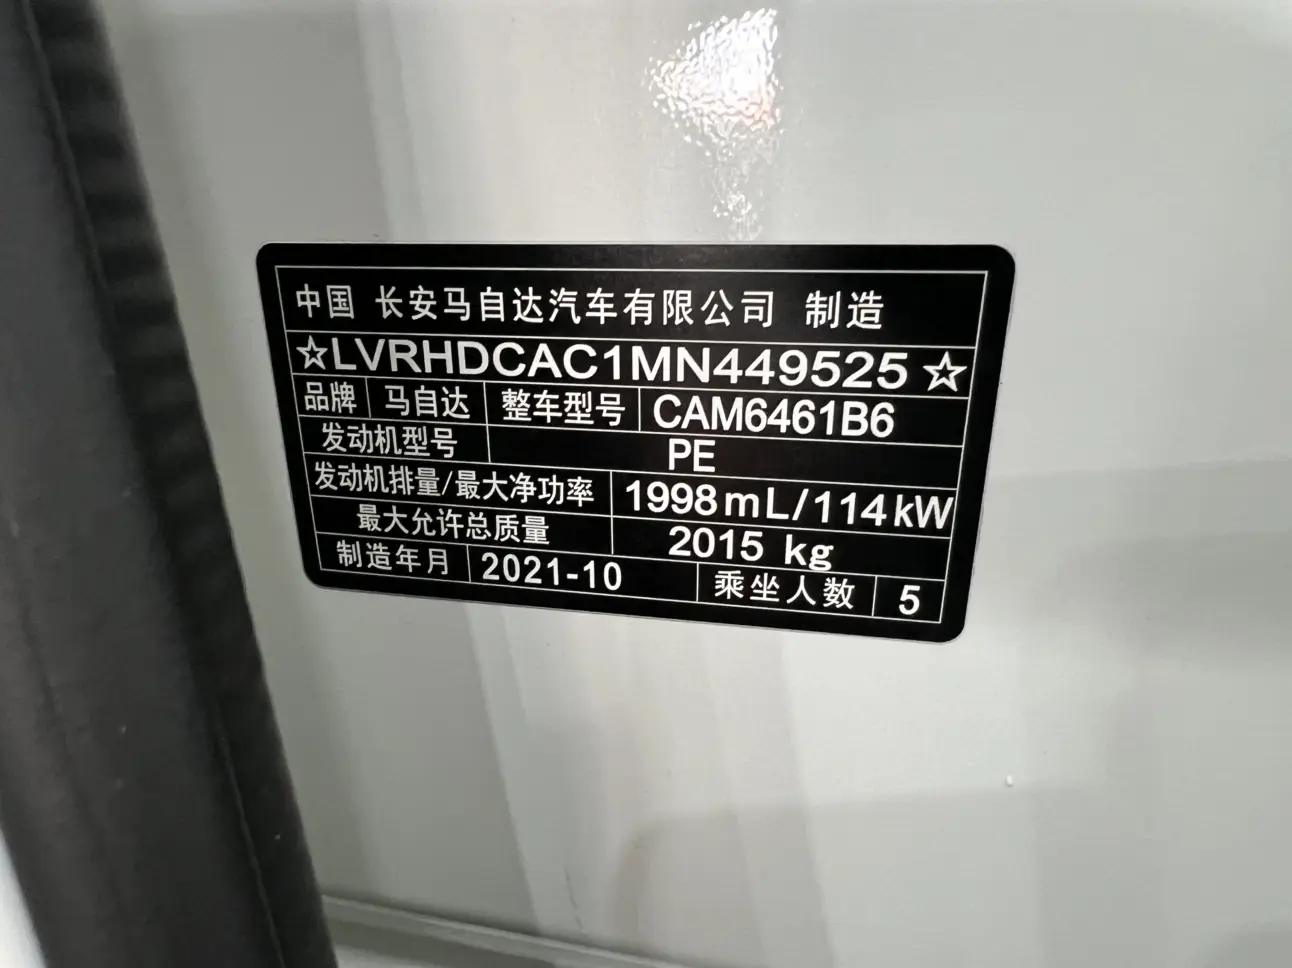 中国 长安马自达汽车有限公司 制造
☆LVRHDCAC1MN449525☆
品牌 马自达 整车型号 CAM6461B6
发动机型号 PE
发动机排量/最大净功率 1998mL/114kW
最大允许总质量 2015 kg
制造年月 2021-10 乘坐人数 5